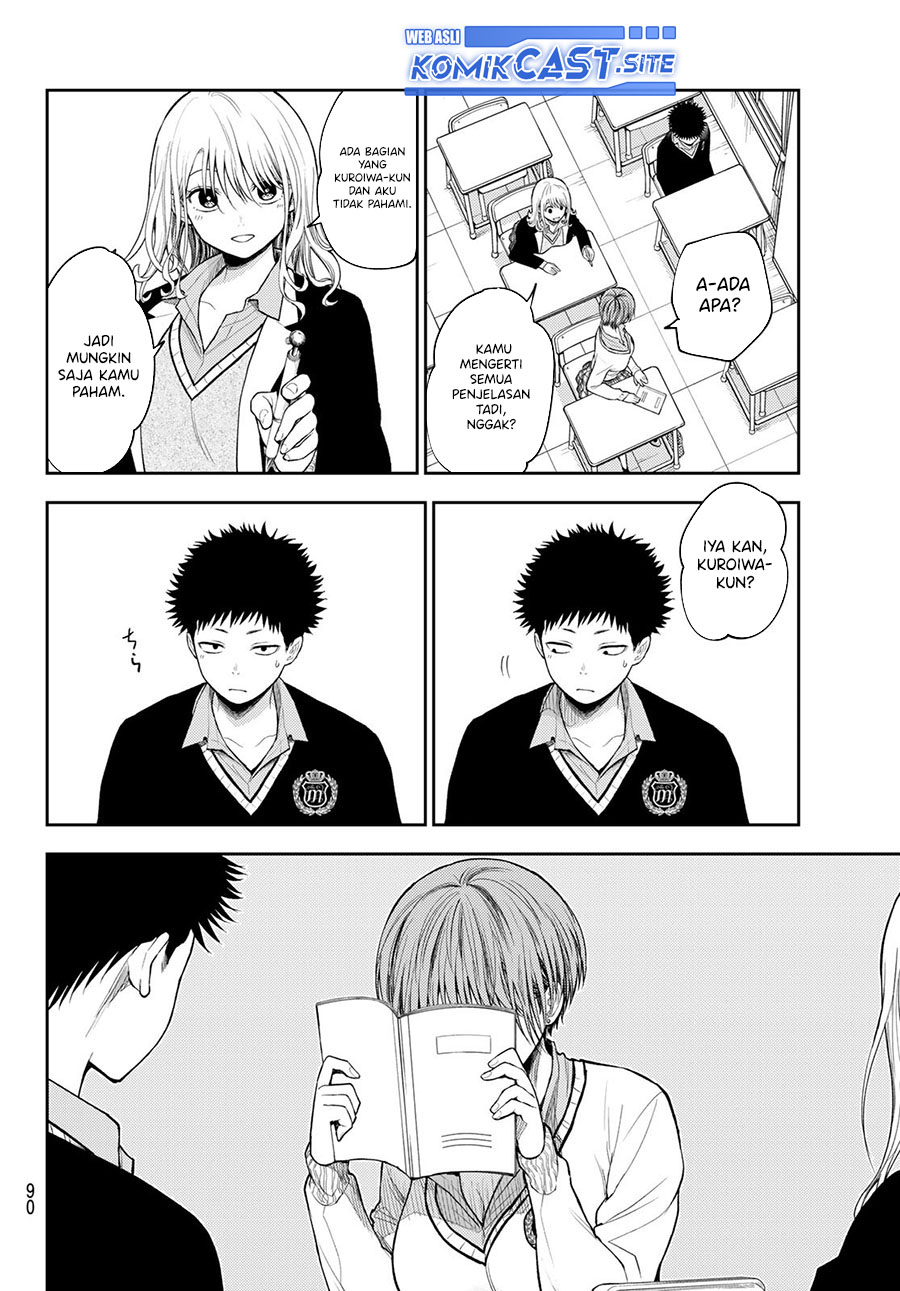 WEB ASLI
KOMIKCAST.SITE
A-ADA
APA?
KAMU
MENGERTI
SEMUA
PENJELASAN
TADI,
NGGAK?
ADA BAGIAN
YANG
KUROIWA-KUN
DAN AKU
TIDAK PAHAMI.
JADI
MUNGKIN
SAJA KAMU
PAHAM.
IYA KAN,
KUROIWA-
KUN?
ちら
m
90